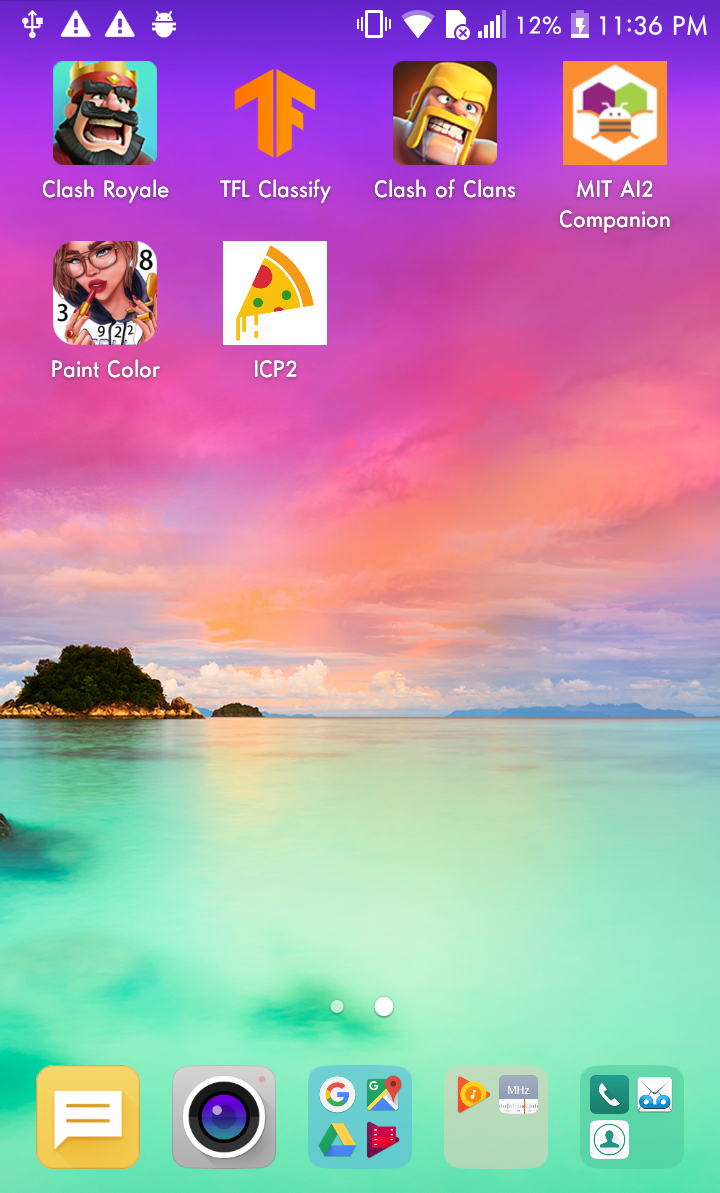 12% 11:36 PM
Clash Royale TFL Classify Clash of Clans MIT AI2
Companion
8
3
9 2 2
Paint Color ICP2
G
G
MHz